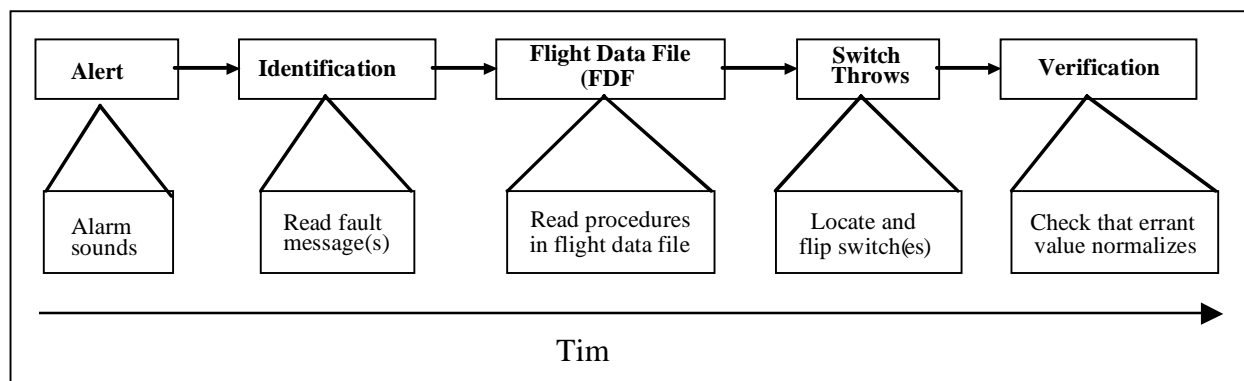 Alert
Identification
Flight Data File
(FDF
Switch
Throws
Verification
Alarm
sounds
Read fault
message(s)
Read procedures
in flight data file
Locate and
flip switch(es)
Check that errant
value normalizes
Tim